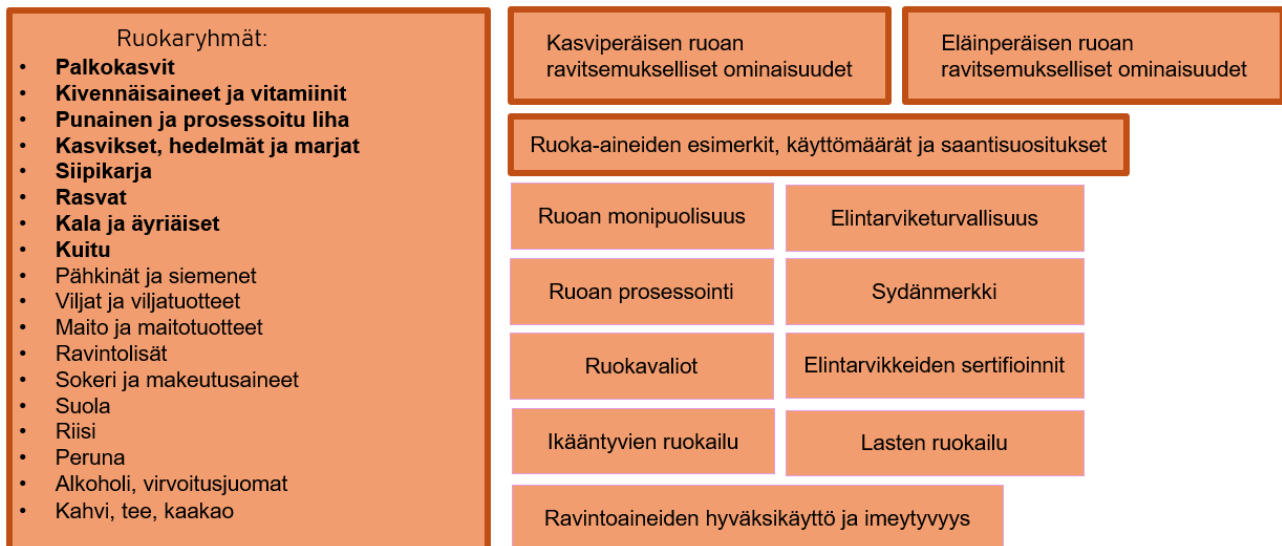 Ruokaryhmät:
• Palkokasvit
• Kivennäisaineet ja vitamiinit
• Punainen ja prosessoitu liha
• Kasvikset, hedelmät ja marjat
• Siipikarja
• Rasvat
• Kala ja äyriäiset
• Kuitu
• Pähkinät ja siemenet
• Viljat ja viljatuotteet
• Maito ja maitotuotteet
• Ravintolisät
• Sokeri ja makeutusaineet
• Suola
• Riisi
• Peruna
• Alkoholi, virvoitusjuomat
• Kahvi, tee, kaakao
Kasviperäisen ruoan
ravitsemukselliset ominaisuudet
Eläinperäisen ruoan
ravitsemukselliset ominaisuudet
Ruoka-aineiden esimerkit, käyttömäärät ja saantisuositukset
Ruoan monipuolisuus
Elintarviketurvallisuus
Ruoan prosessointi
Sydänmerkki
Ruokavaliot
Elintarvikkeiden sertifioinnit
Ikääntyvien ruokailu
Lasten ruokailu
Ravintoaineiden hyväksikäyttö ja imeytyvyys